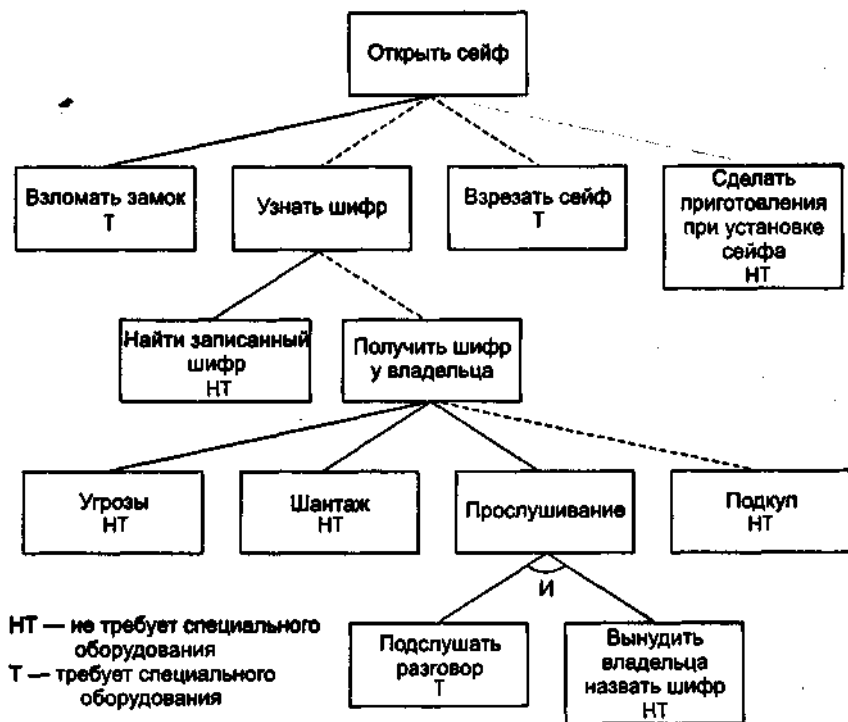 Открыть сейф
Взломать замок
Т
Узнать шифр
Взрезать сейф
Т
Сделать
приготовления
при установке
сейфа
НТ
Найти записанный
шифр
НТ
Получить шифр
у владельца
Угрозы
НТ
Шантаж
НТ
Прослушивание
Подкуп
НТ
И
Подслушать
разговор
Т
Вынудить
владельца
назвать шифр
НТ
НТ — не требует специального
оборудования
Т — требует специального
оборудования